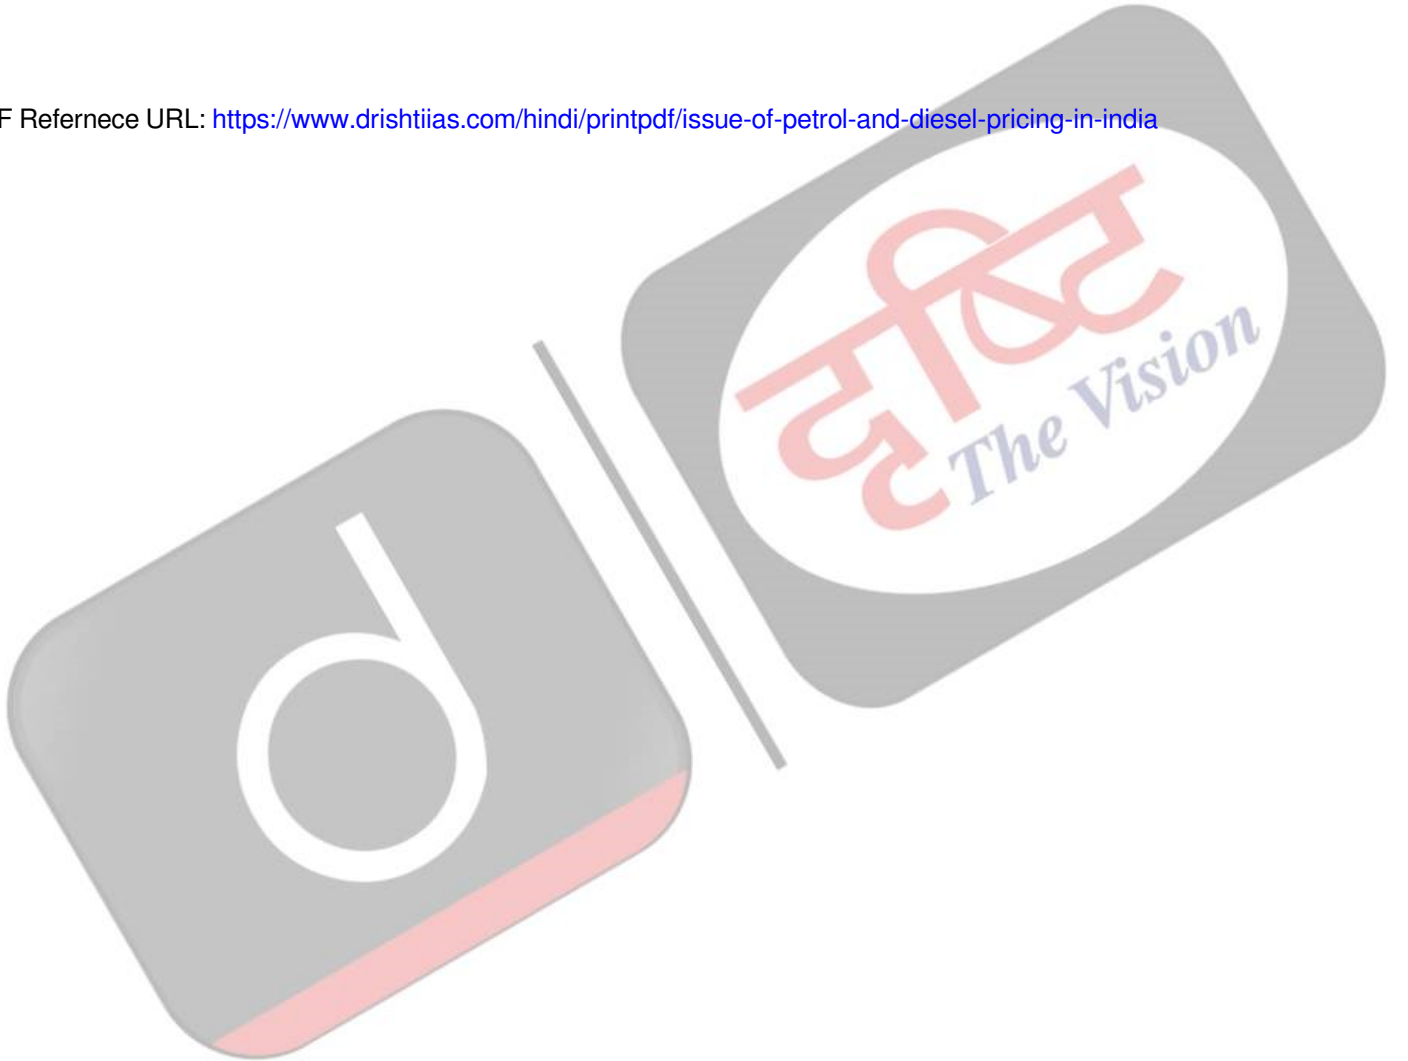 F Refernece URL: https://www.drishtiias.com/hindi/printpdf/issue-of-petrol-and-diesel-pricing-in-india
दृष्टि
The Vision
d